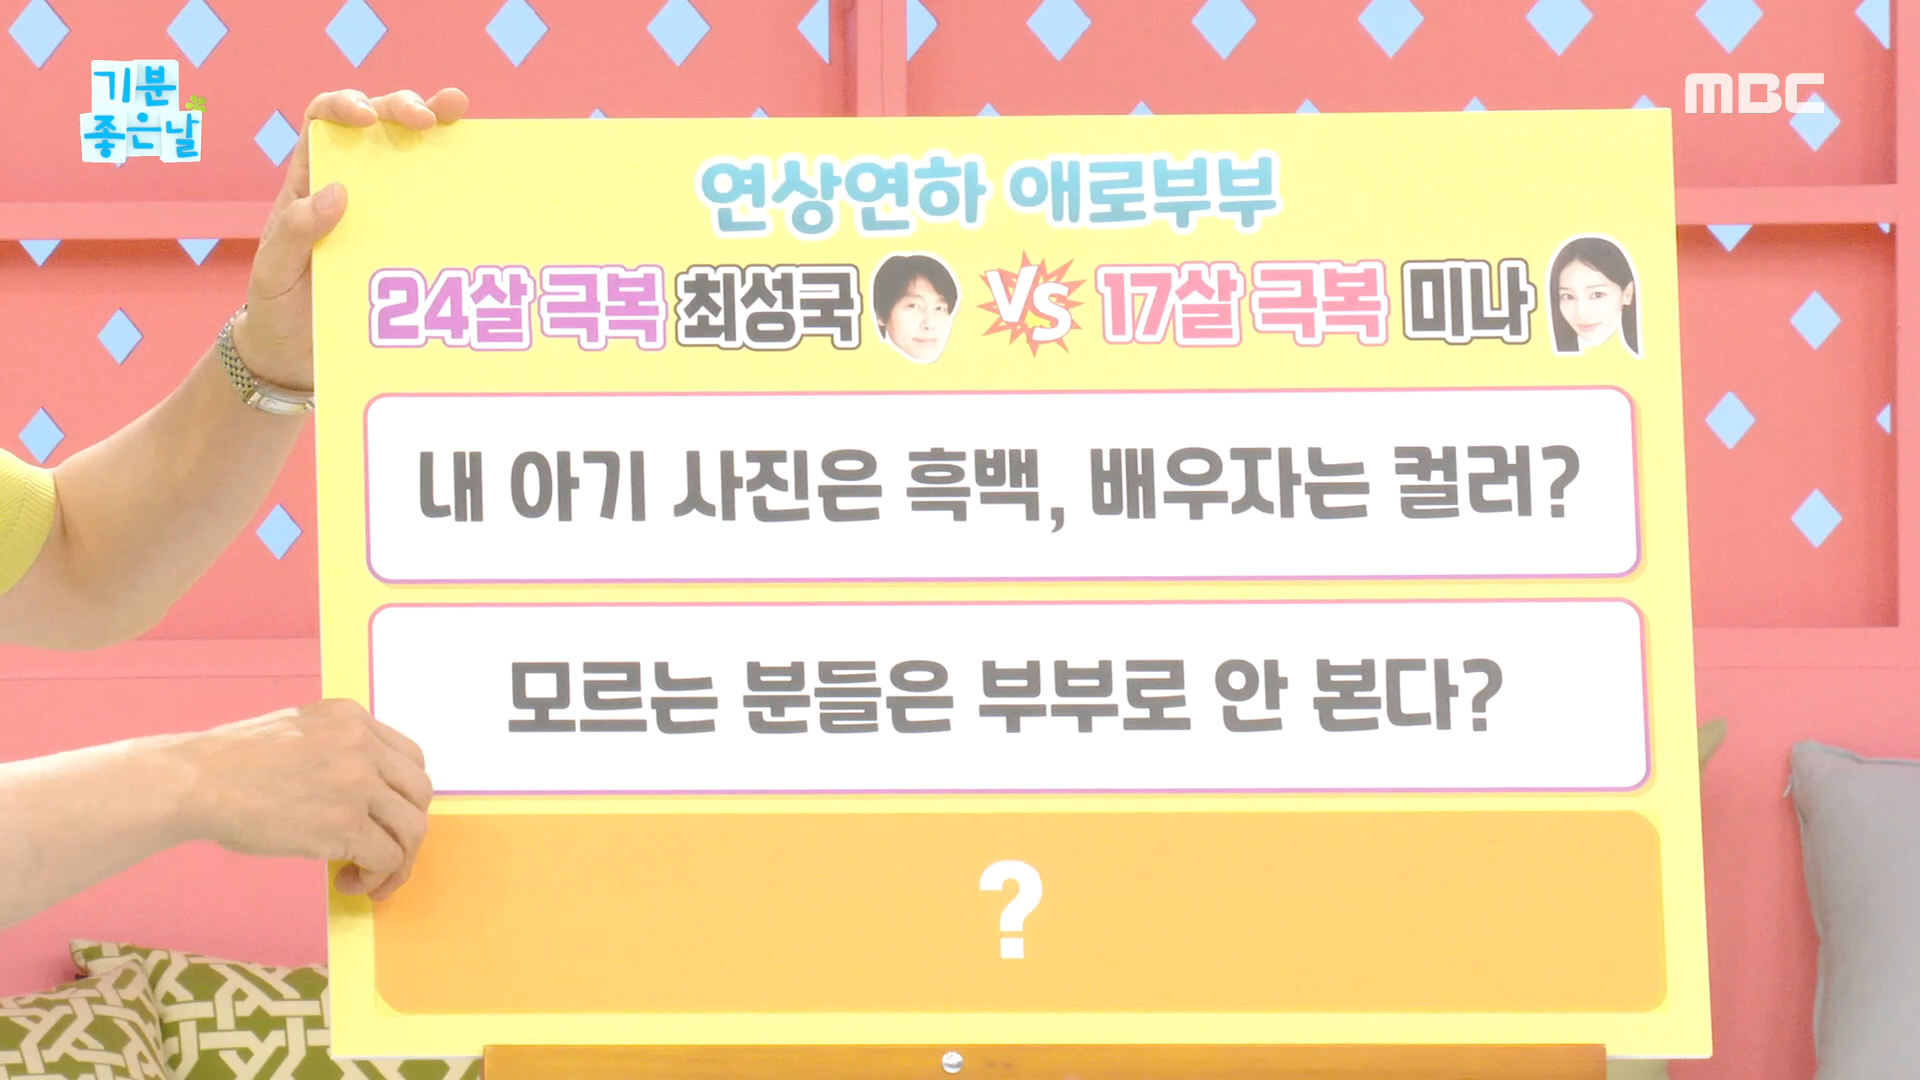 기분
좋은날
MBC
연상연하 애로부부
24살 극복 최성국 VS 17살 극복 미나
내 아기 사진은 흑백, 배우자는 컬러?
모르는 분들은 부부로 안 본다?
?